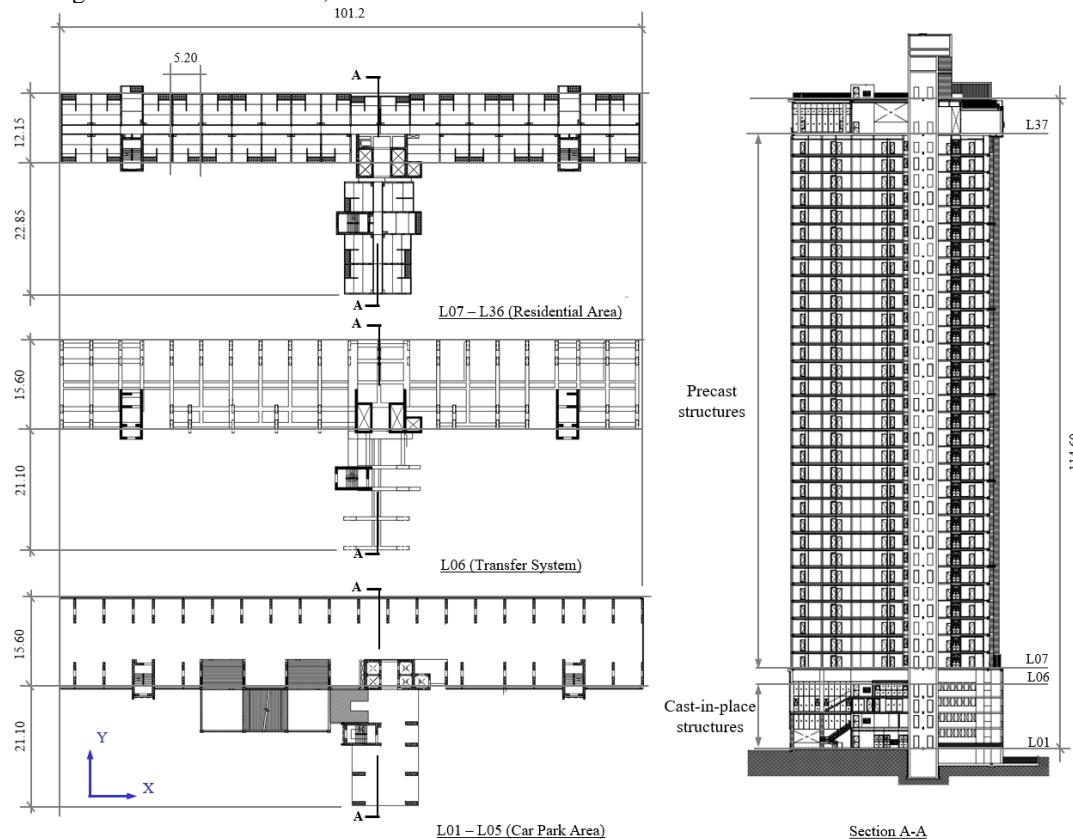 101.2
5.20
A
12.15
22.85
A
L07 – L36 (Residential Area)
A
15.60
21.10
A
L06 (Transfer System)
A
15.60
21.10
Y
X
A
L01 – L05 (Car Park Area)
L37
Precast
structures
114.60
L07
L06
Cast-in-place
structures
L01
Section A-A